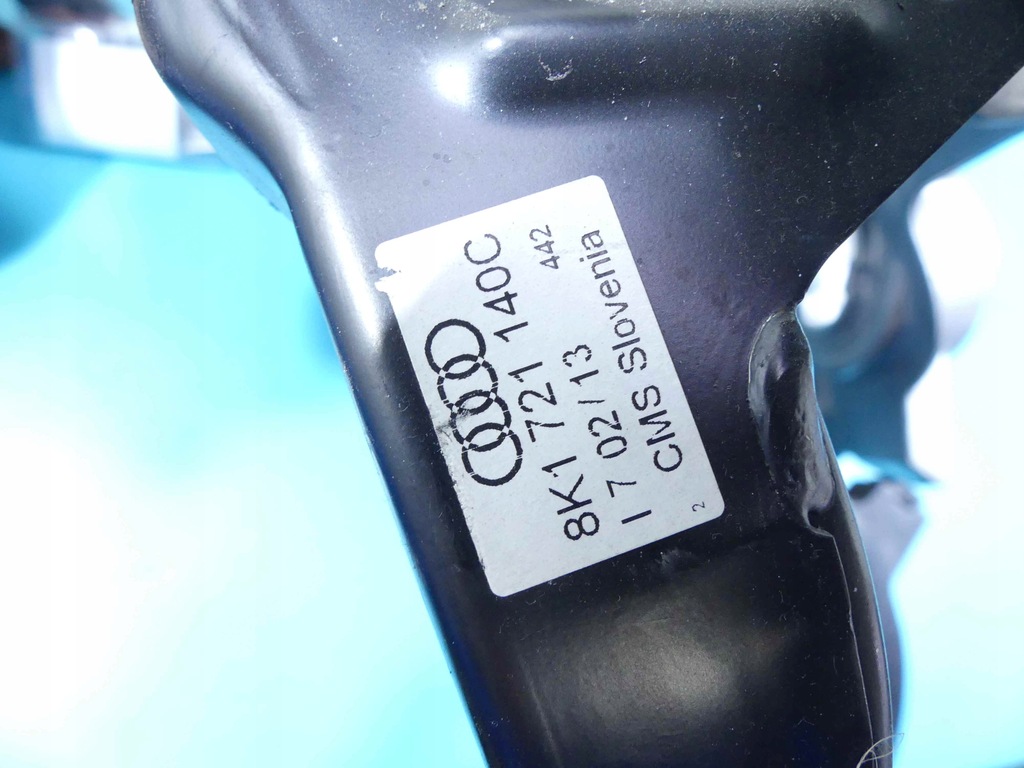 8K1 721 140C
442
I 7 02/13
CMS Slovenia
2